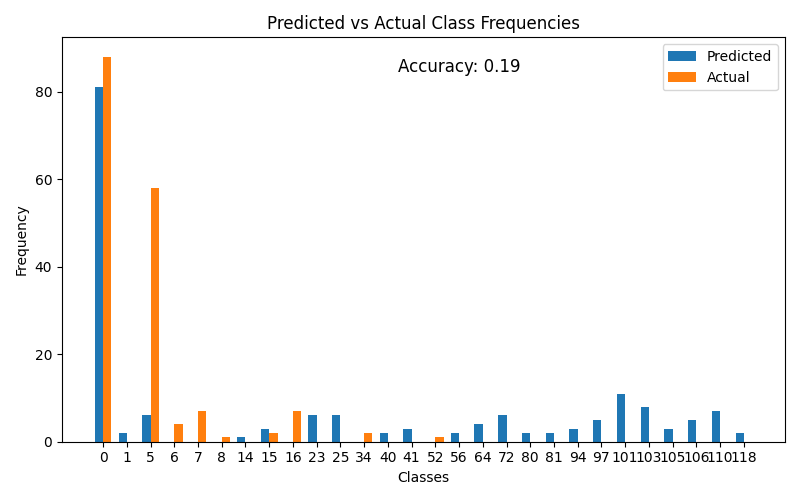 Predicted vs Actual Class Frequencies
Accuracy: 0.19
Predicted
Actual
Frequency
80
60
40
20
0
0 1 5 6 7 8 14 15 16 23 25 34 40 41 52 56 64 72 80 81 94 97 101 103 105 106 110 118
Classes